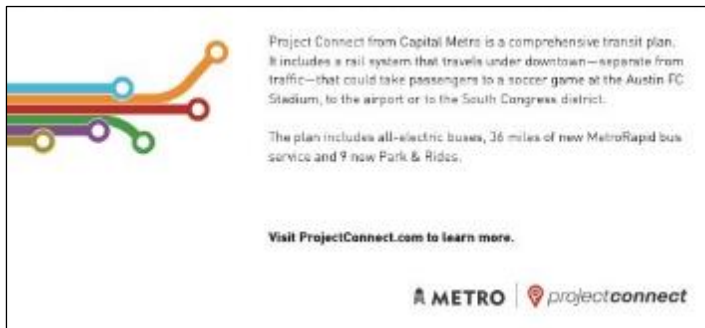 Project Connect from Capital Metro is a comprehensive transit plan.
It includes a rail system that travels under downtown—separate from
traffic—that could take passengers to a soccer game at the Austin FC
Stadium, to the airport or to the South Congress district.
The plan includes all-electric buses, 36 miles of new MetroRapid bus
service and 9 new Park & Rides.
Visit ProjectConnect.com to learn more.
METRO projectconnect